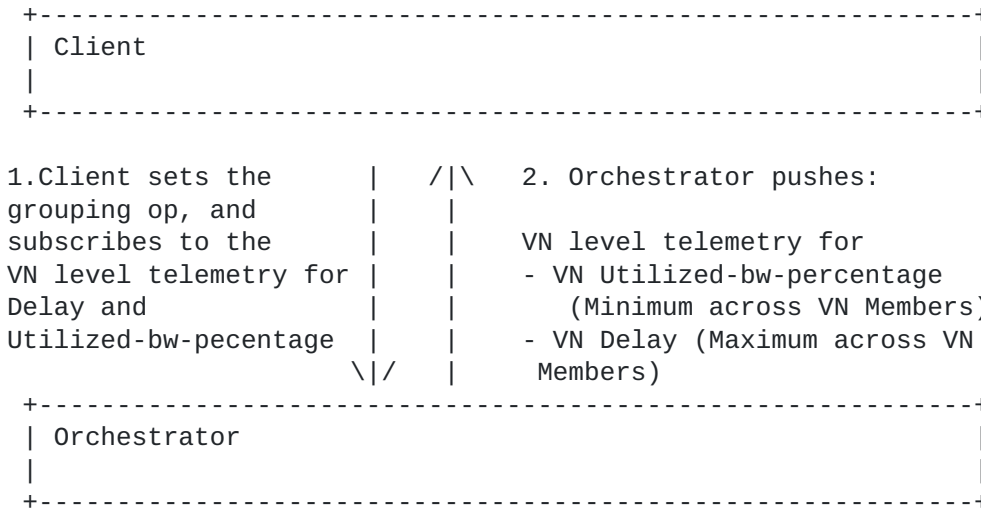 Client
1.Client sets the | /|\ 2. Orchestrator pushes:
grouping op, and | |
subscribes to the | | VN level telemetry for
VN level telemetry for | | - VN Utilized-bw-percentage
Delay and | | (Minimum across VN Members)
Utilized-bw-pecentage | | - VN Delay (Maximum across VN
\|/ | Members)
Orchestrator